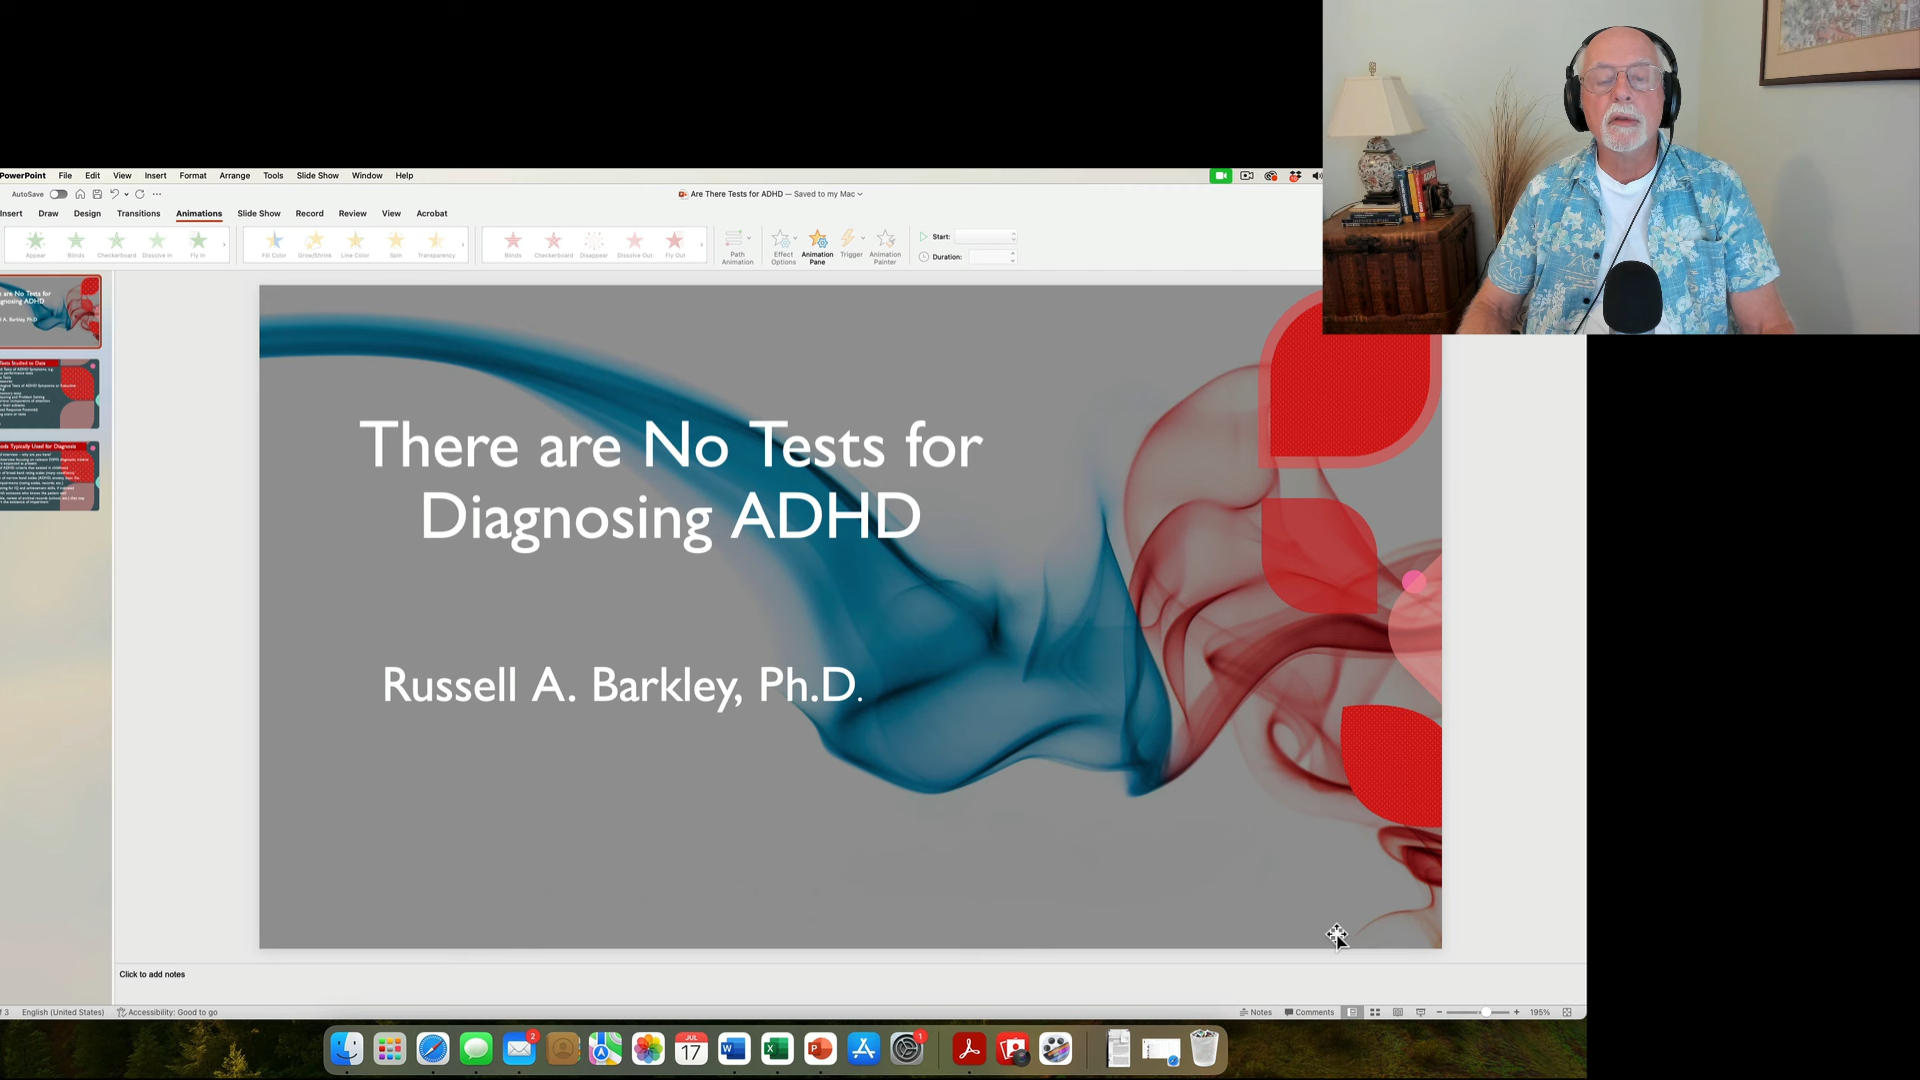 PowerPoint File Edit View Insert Format Arrange Tools Slide Show Window Help
AutoSave
Are There Tests for ADHD — Saved to my Mac
Insert Draw Design Transitions Animations Slide Show Record Review View Acrobat
Appear Blinds Checkerboard Dissolve In Fly In
Fill Color Grow/Shrink Line Color Spin Transparency
Blinds Checkerboard Disappear Dissolve Out Fly Out
Path Animation
Effect Options
Animation Pane
Trigger
Animation Painter
Start:
Duration:
There are No Tests for
Diagnosing ADHD
Russell A. Barkley, Ph.D.
Click to add notes
English (United States)
Accessibility: Good to go
Notes
Comments
195%
2
JUL
17
1